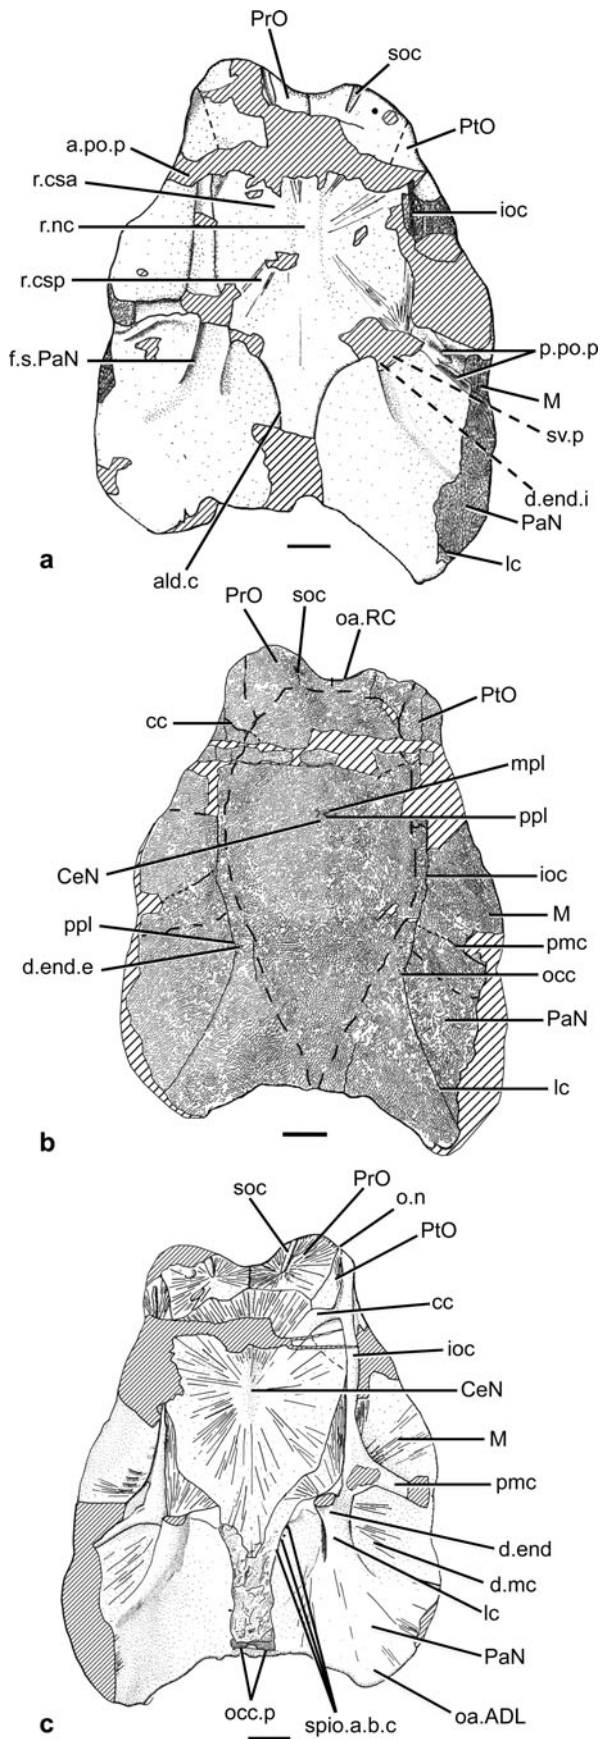 PrO
soc
PtO
a.po.p
r.csa
ioc
r.nc
r.csp
p.po.p
f.s.PaN
M
sv.p
d.end.i
PaN
lc
a
ald.c
PrO
soc
oa.RC
PtO
cc
mpl
ppl
CeN
ioc
M
ppl
pmc
d.end.e
occ
PaN
lc
b
PrO
soc
o.n
PtO
cc
ioc
CeN
M
pmc
d.end
d.mc
lc
PaN
occ.p
spio.a.b.c
oa.ADL
c